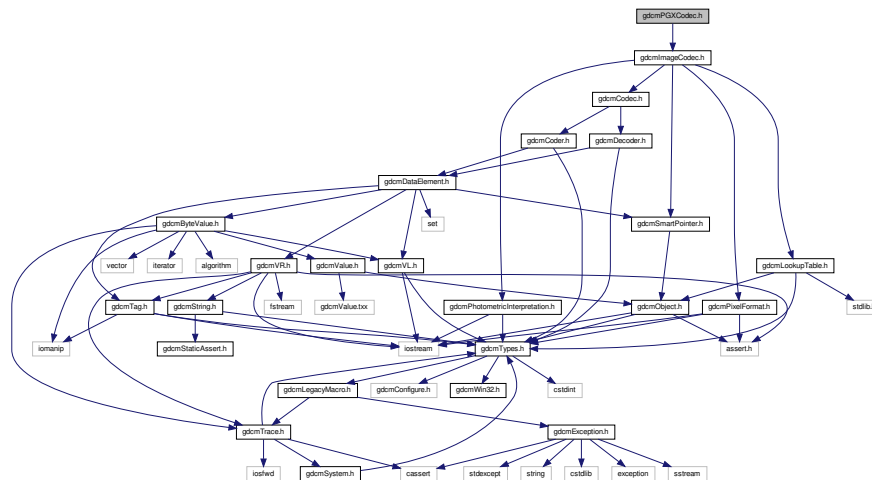 gdcmPGXCodec.h
gdcmImageCodec.h
gdcmCodec.h
gdcmCoder.h
gdcmDecoder.h
gdcmDataElement.h
gdcmByteValue.h
set
gdcmSmartPointer.h
vector
iterator
algorithm
gdcmVR.h
gdcmValue.h
gdcmVL.h
gdcmLookupTable.h
gdcmTag.h
gdcmString.h
fstream
gdcmValue.txx
gdcmPhotometricInterpretation.h
gdcmObject.h
gdcmPixelFormat.h
stdlib.
iomanip
gdcmStaticAssert.h
iostream
gdcmTypes.h
assert.h
gdcmLegacyMacro.h
gdcmConfigure.h
gdcmWin32.h
cstdint
gdcmTrace.h
gdcmException.h
iosfwd
gdcmSystem.h
cassert
stdexcept
string
cstdlib
exception
sstream